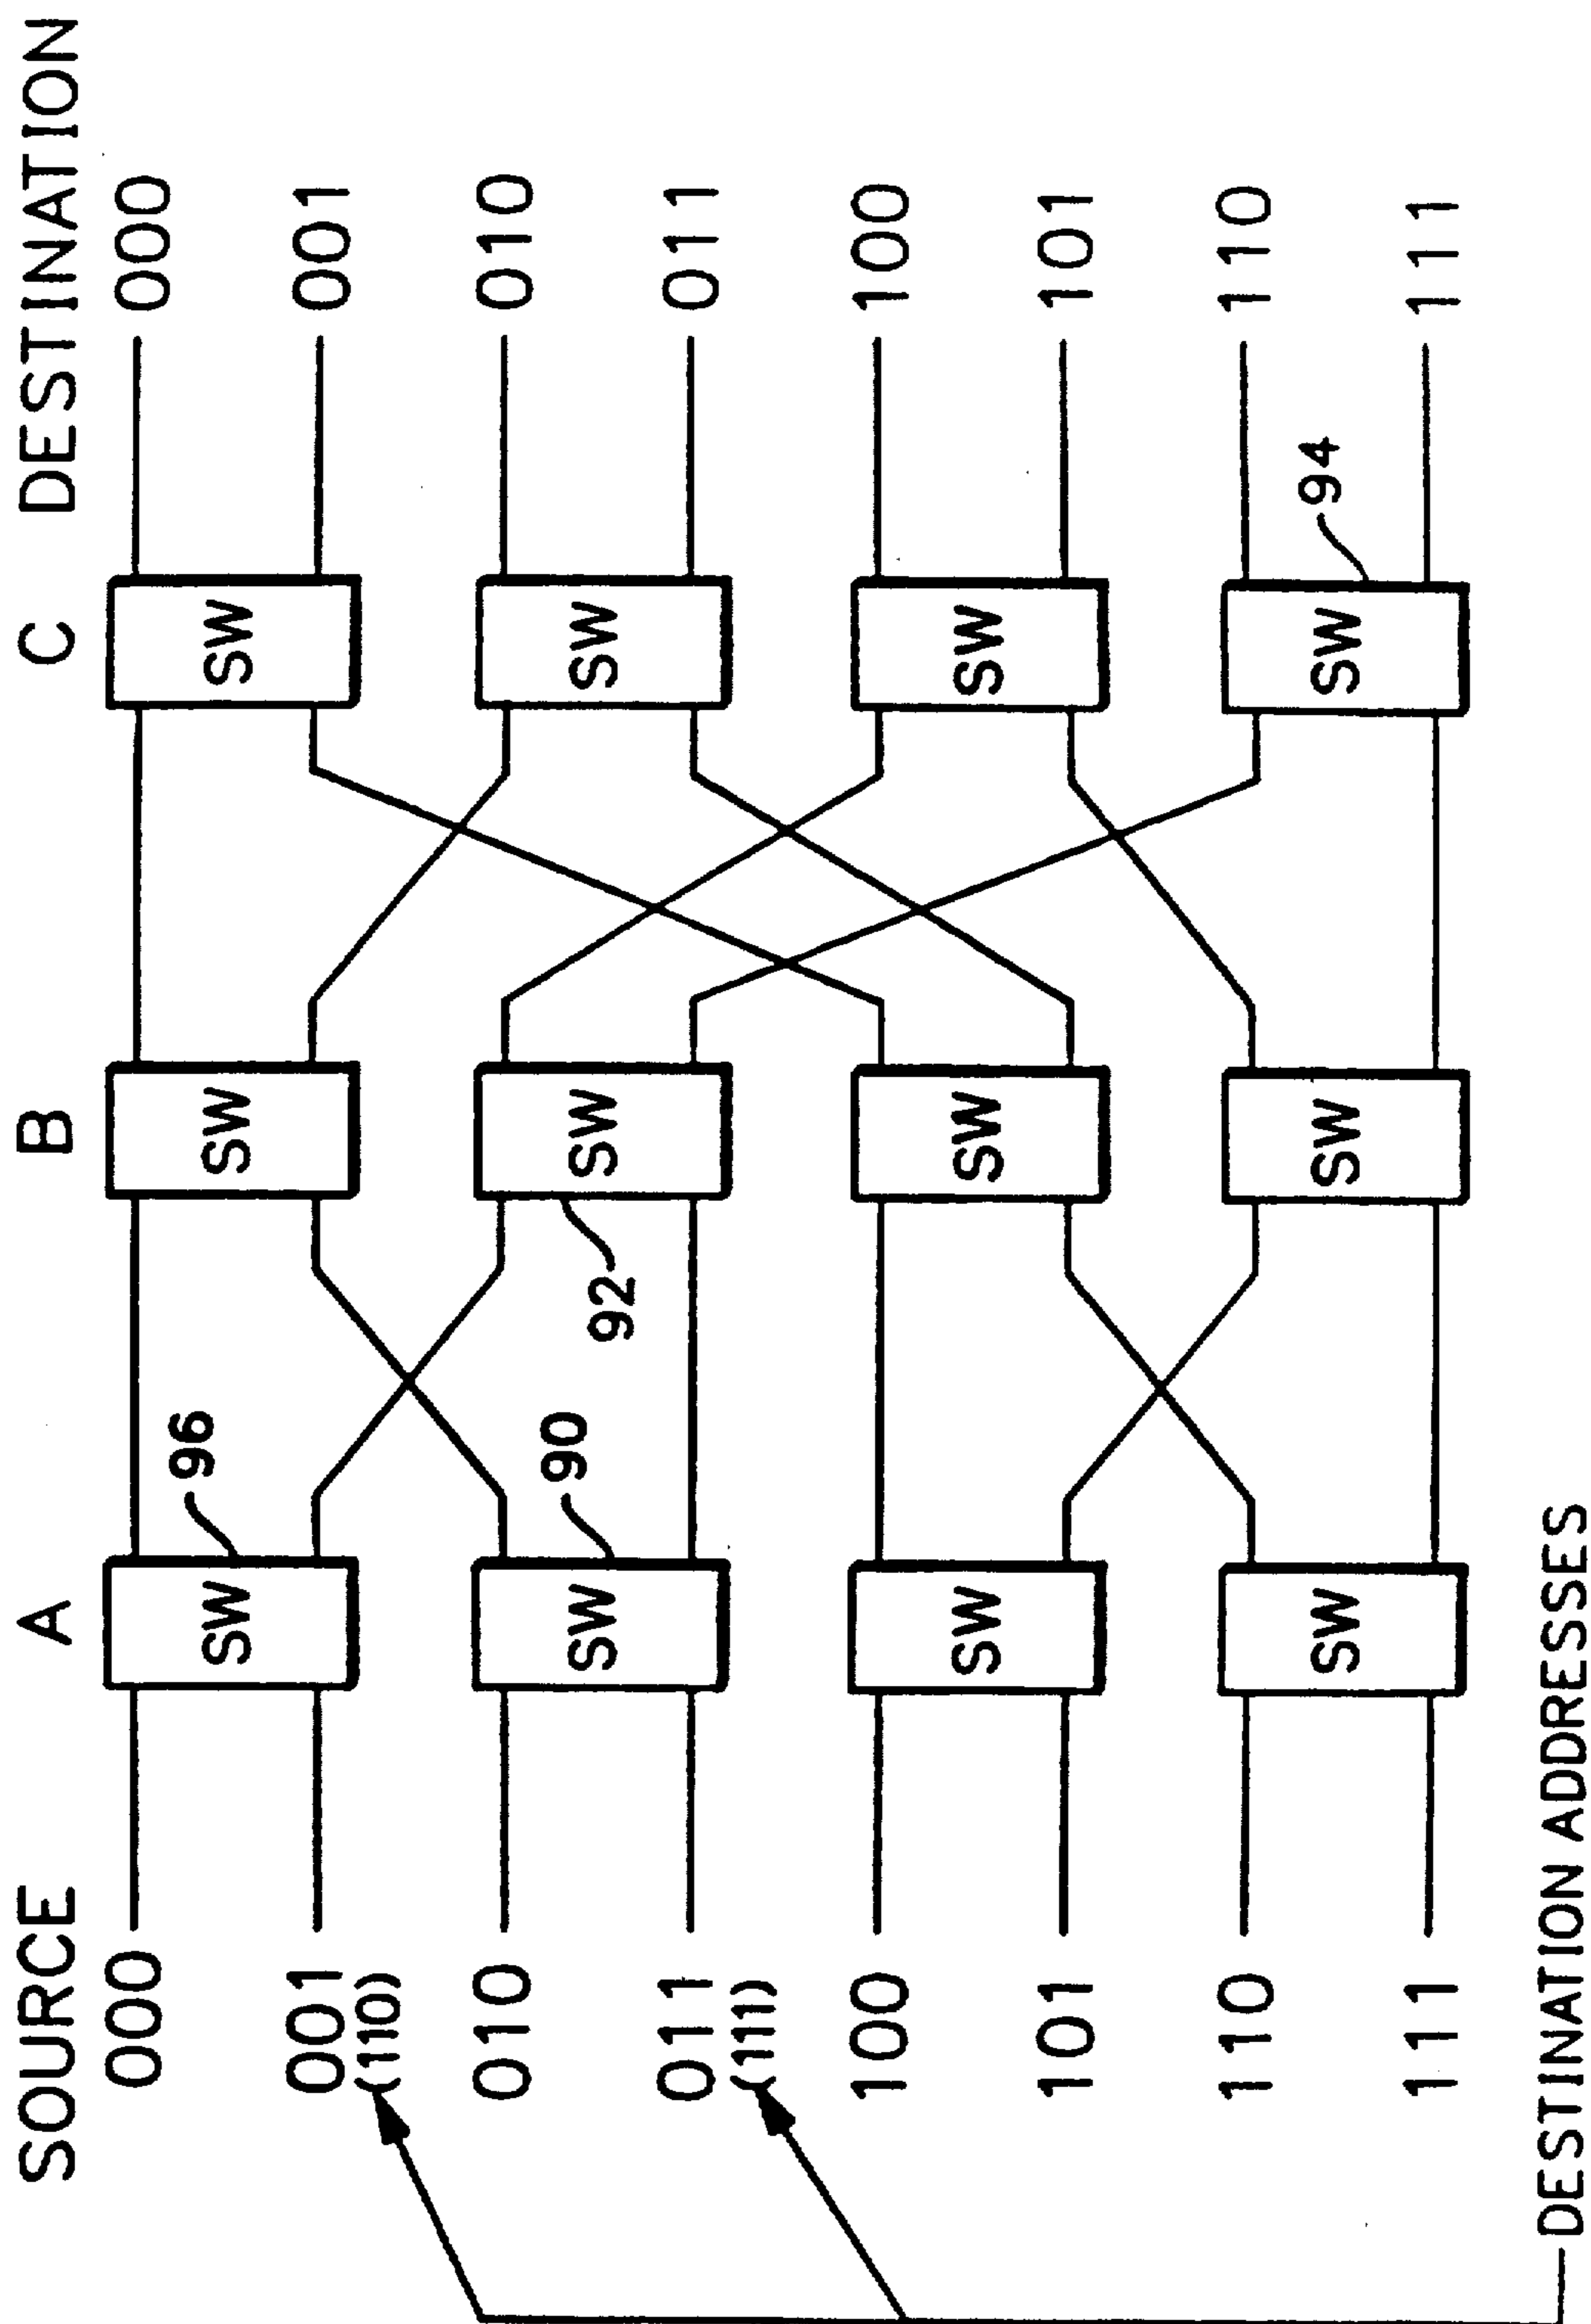 SOURCE A B C DESTINATION
000 SW SW SW 000
96
001 001
(110)
010 SW SW SW 010
90 92
011 011
(111)
100 SW SW SW 100
101 101
110 SW SW SW 110
94
111 111
DESTINATION ADDRESSES